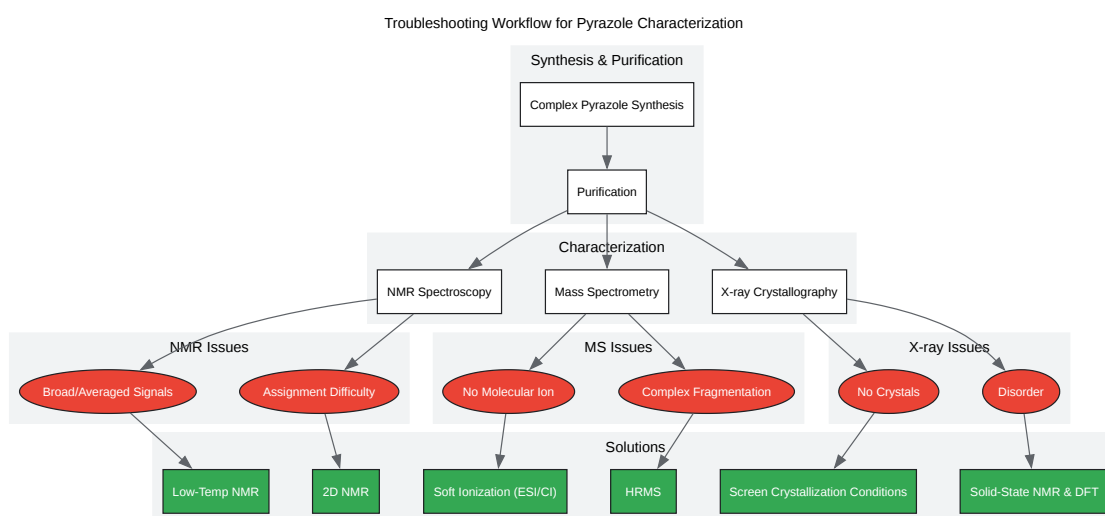 Troubleshooting Workflow for Pyrazole Characterization
Synthesis & Purification
Complex Pyrazole Synthesis
Purification
Characterization
NMR Spectroscopy
Mass Spectrometry
X-ray Crystallography
NMR Issues
MS Issues
X-ray Issues
Broad/Averaged Signals
Assignment Difficulty
No Molecular Ion
Complex Fragmentation
No Crystals
Disorder
Solutions
Low-Temp NMR
2D NMR
Soft Ionization (ESI/CI)
HRMS
Screen Crystallization Conditions
Solid-State NMR & DFT